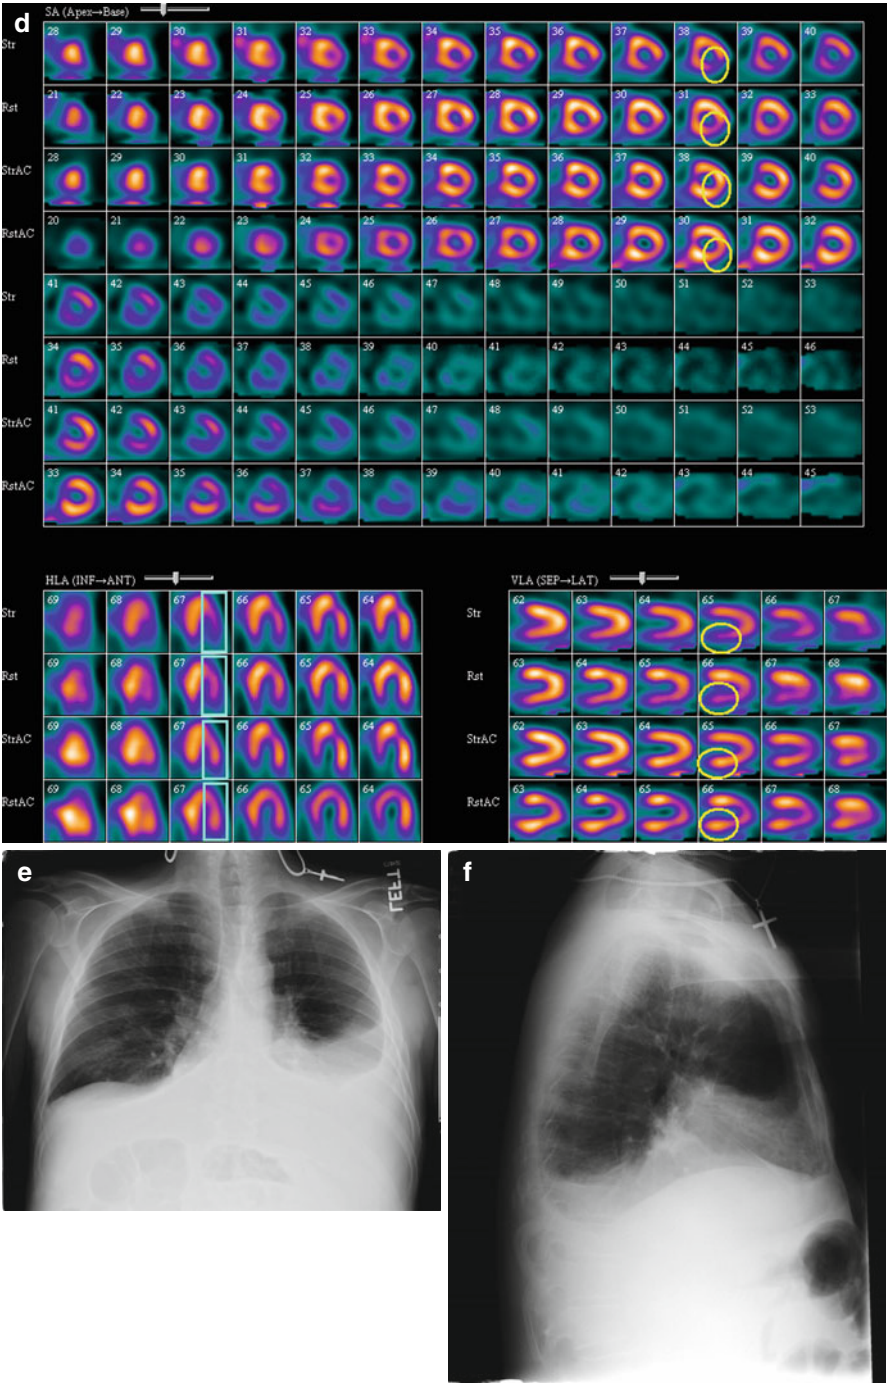 d
SA (Apex→Base)
Str 28 29 30 31 32 33 34 35 36 37 38 39 40
Rst 21 22 23 24 25 26 27 28 29 30 31 32 33
StrAC 28 29 30 31 32 33 34 35 36 37 38 39 40
RstAC 20 21 22 23 24 25 26 27 28 29 30 31 32
Str 41 42 43 44 45 46 47 48 49 50 51 52 53
Rst 34 35 36 37 38 39 40 41 42 43 44 45 46
StrAC 41 42 43 44 45 46 47 48 49 50 51 52 53
RstAC 33 34 35 36 37 38 39 40 41 42 43 44 45
HLA (INF→ANT)
Str 69 68 67 66 65 64
Rst 69 68 67 66 65 64
StrAC 69 68 67 66 65 64
RstAC 69 68 67 66 65 64
VLA (SEP→LAT)
Str 62 63 64 65 66 67
Rst 63 64 65 66 67 68
StrAC 62 63 64 65 66 67
RstAC 63 64 65 66 67 68
e
LEFT
f